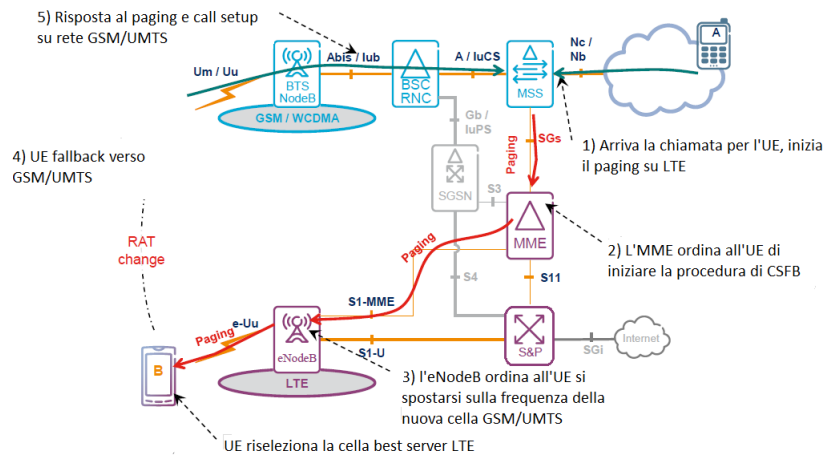 5) Risposta al paging e call setup
su rete GSM/UMTS
Nc /
Nb
A
Abis / Iub
A / IuCS
Um / Uu
BTS
NodeB
BSC
RNC
MSS
GSM / WCDMA
Gb /
IuPS
Paging
SGs
1) Arriva la chiamata per l'UE, inizia
il paging su LTE
4) UE fallback verso
GSM/UMTS
SGSN
S3
MME
RAT
change
Paging
2) L'MME ordina all'UE di
iniziare la procedura di CSFB
S4
S11
S1-MME
Paging
e-Uu
eNodeB
S1-U
S&P
SGi
Internet
B
LTE
3) l'eNodeB ordina all'UE si
spostarsi sulla frequenza della
nuova cella GSM/UMTS
UE riseleziona la cella best server LTE